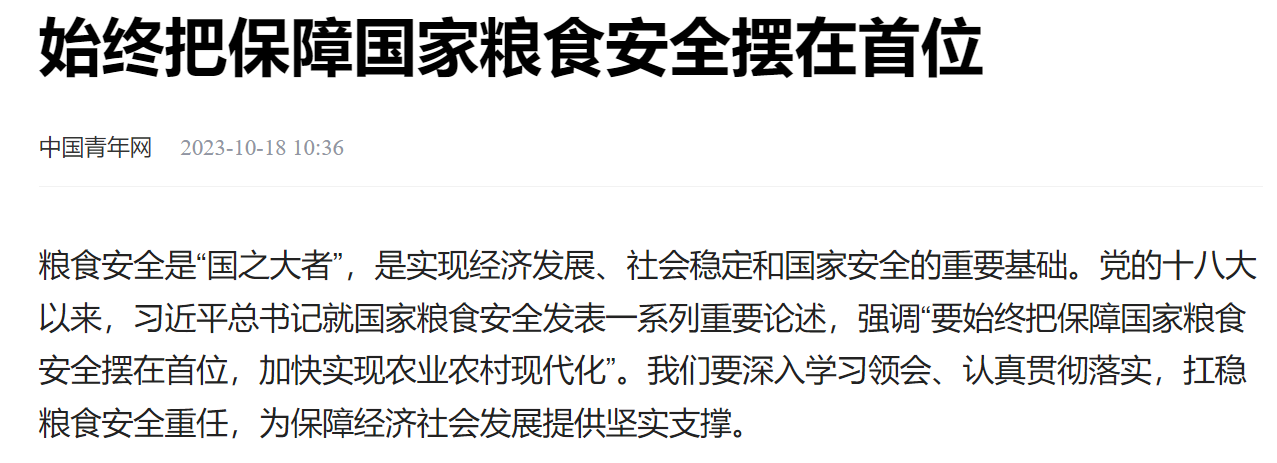 始终把保障国家粮食安全摆在首位
中国青年网 2023-10-18 10:36
粮食安全是“国之大者”，是实现经济发展、社会稳定和国家安全的重要基础。党的十八大
以来，习近平总书记就国家粮食安全发表一系列重要论述，强调“要始终把保障国家粮食
安全摆在首位，加快实现农业农村现代化”。我们要深入学习领会、认真贯彻落实，扛稳
粮食安全重任，为保障经济社会发展提供坚实支撑。